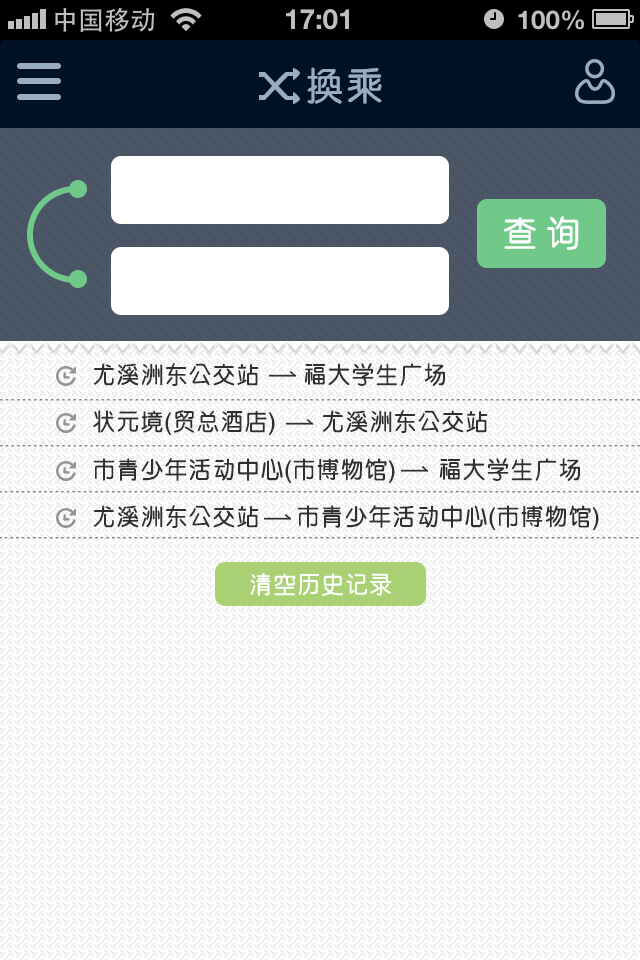 中国移动 17:01 100%
换乘
查询
尤溪洲东公交站 → 福大学生广场
状元境(贸总酒店) → 尤溪洲东公交站
市青少年活动中心(市博物馆) → 福大学生广场
尤溪洲东公交站 → 市青少年活动中心(市博物馆)
清空历史记录